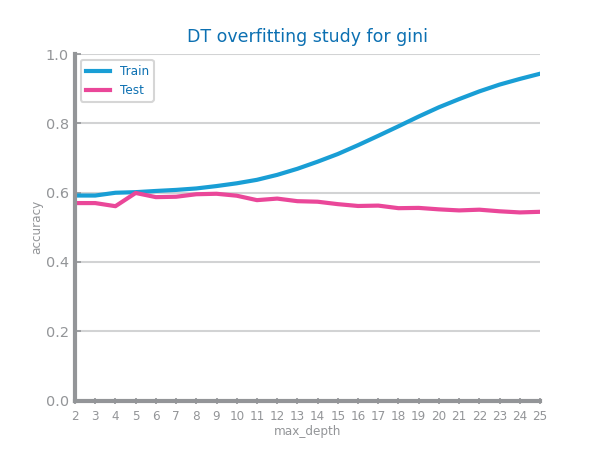 DT overfitting study for gini
1.0
Train
Test
0.8
0.6
accuracy
0.4
0.2
0.0
2 3 4 5 6 7 8 9 10 11 12 13 14 15 16 17 18 19 20 21 22 23 24 25
max_depth